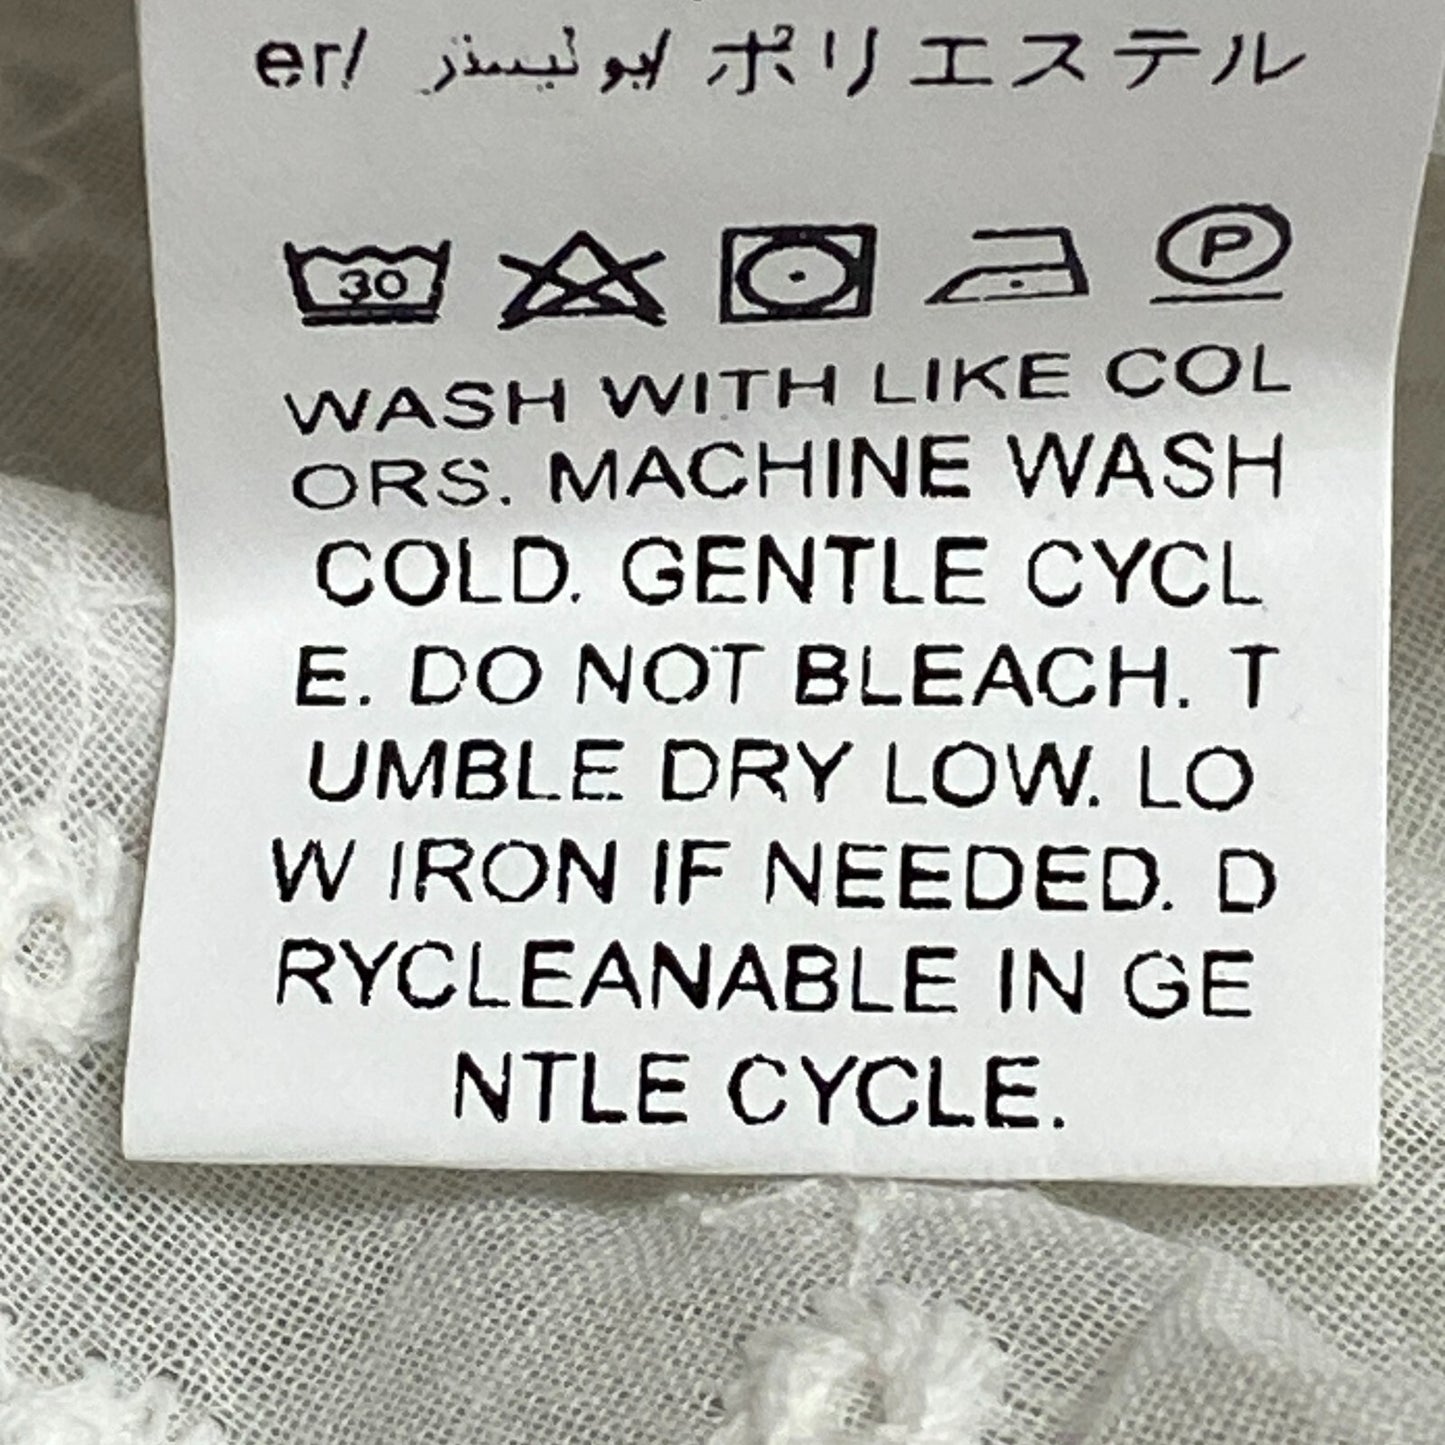 er/ ポリエステル
30 P
WASH WITH LIKE COL
ORS. MACHINE WASH
COLD. GENTLE CYCL
E. DO NOT BLEACH. T
UMBLE DRY LOW. LO
W IRON IF NEEDED. D
RYCLEANABLE IN GE
NTLE CYCLE.